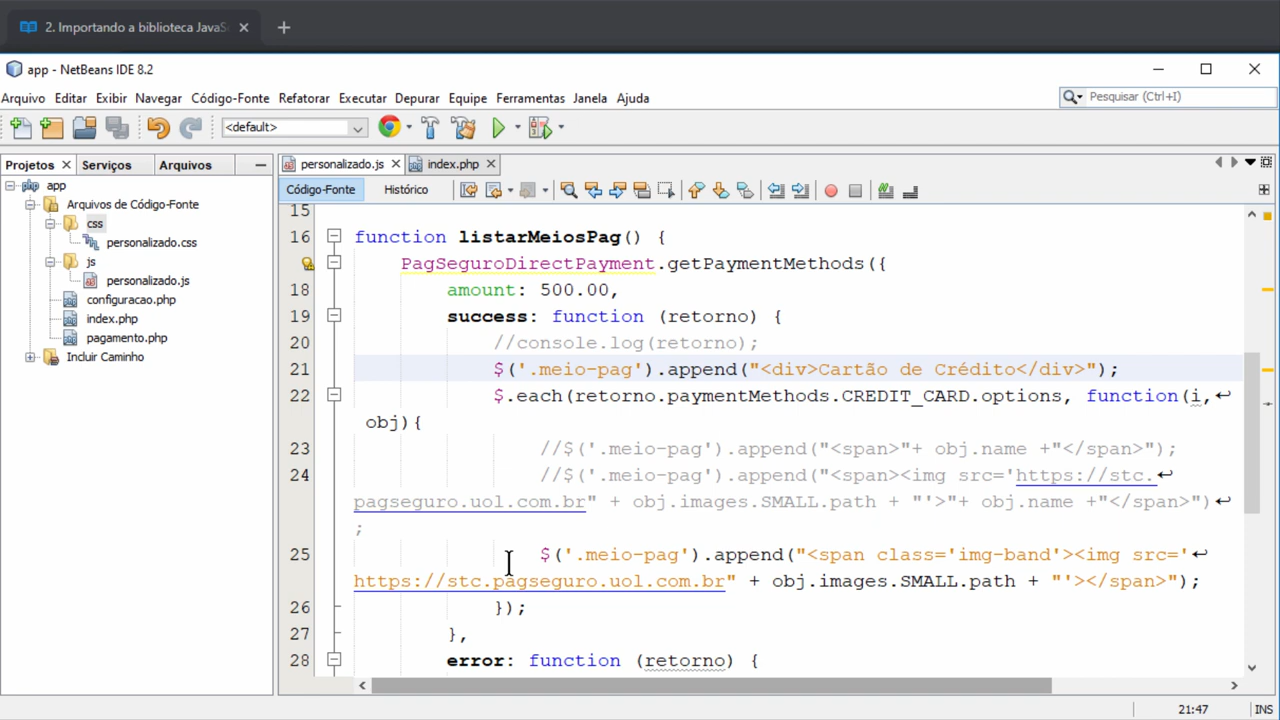 2. Importando a biblioteca JavaS
app - NetBeans IDE 8.2
Arquivo Editar Exibir Navegar Código-Fonte Refatorar Executar Depurar Equipe Ferramentas Janela Ajuda
Pesquisar (Ctrl+I)
<default>
Projetos Serviços Arquivos
personalizado.js index.php
app
Código-Fonte Histórico
Arquivos de Código-Fonte
css
personalizado.css
js
personalizado.js
configuracao.php
index.php
pagamento.php
Incluir Caminho
15
16 function listarMeiosPag() {
PagSeguroDirectPayment.getPaymentMethods({
18 amount: 500.00,
19 success: function (retorno) {
20 //console.log(retorno);
21 $('.meio-pag').append("<div>Cartão de Crédito</div>");
22 $.each(retorno.paymentMethods.CREDIT_CARD.options, function(i,
obj){
23 //$('.meio-pag').append("<span>"+ obj.name +"</span>");
24 //$('.meio-pag').append("<span><img src='https://stc.
pagseguro.uol.com.br" + obj.images.SMALL.path + "'>"+ obj.name +"</span>")
;
25 $('.meio-pag').append("<span class='img-band'><img src='
https://stc.pagseguro.uol.com.br" + obj.images.SMALL.path + "'></span>");
26 });
27 },
28 error: function (retorno) {
21:47 INS